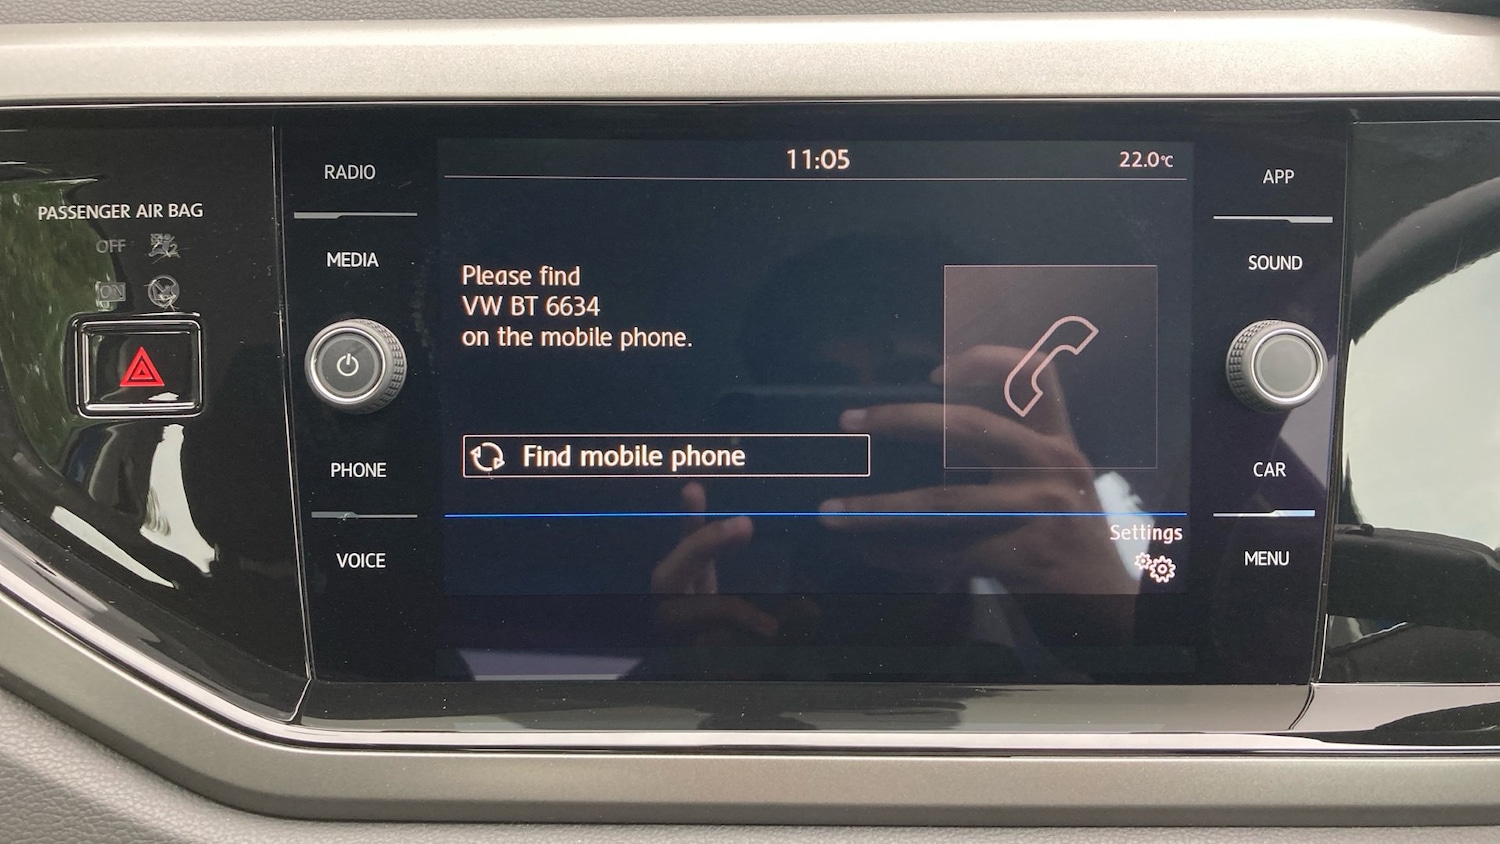 11:05
22.0°C
RADIO
APP
PASSENGER AIR BAG
OFF
ON
MEDIA
SOUND
Please find
VW BT 6634
on the mobile phone.
Find mobile phone
PHONE
CAR
Settings
VOICE
MENU